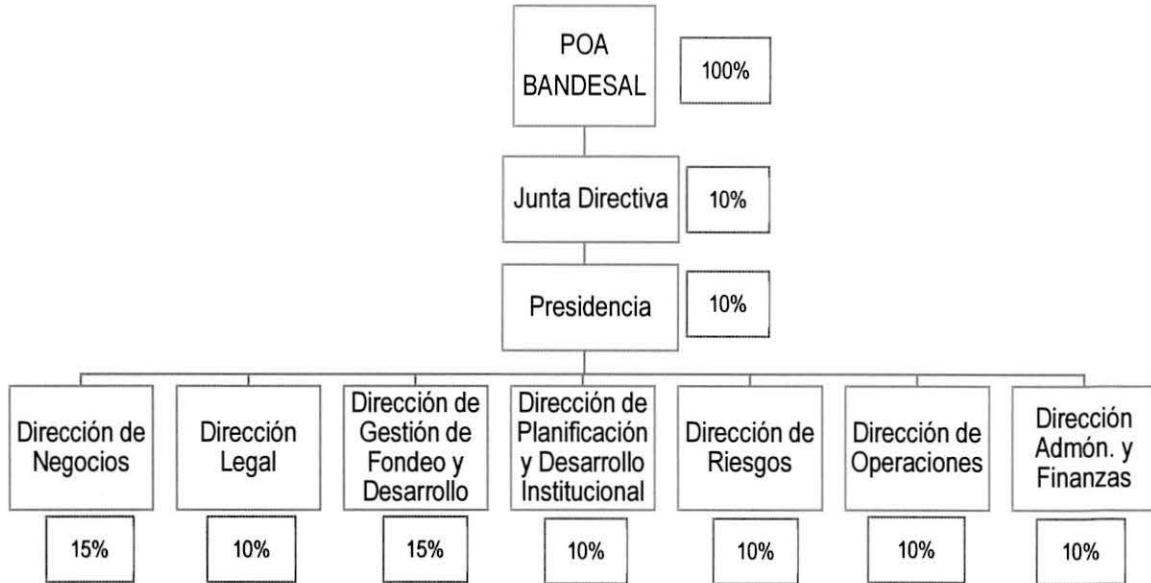 POA
BANDESAL
100%
Junta Directiva
10%
Presidencia
10%
Dirección de
Negocios
Dirección
Legal
Dirección de
Gestión de
Fondeo y
Desarrollo
Dirección de
Planificación
y Desarrollo
Institucional
Dirección de
Riesgos
Dirección de
Operaciones
Dirección
Admón. y
Finanzas
15%
10%
15%
10%
10%
10%
10%